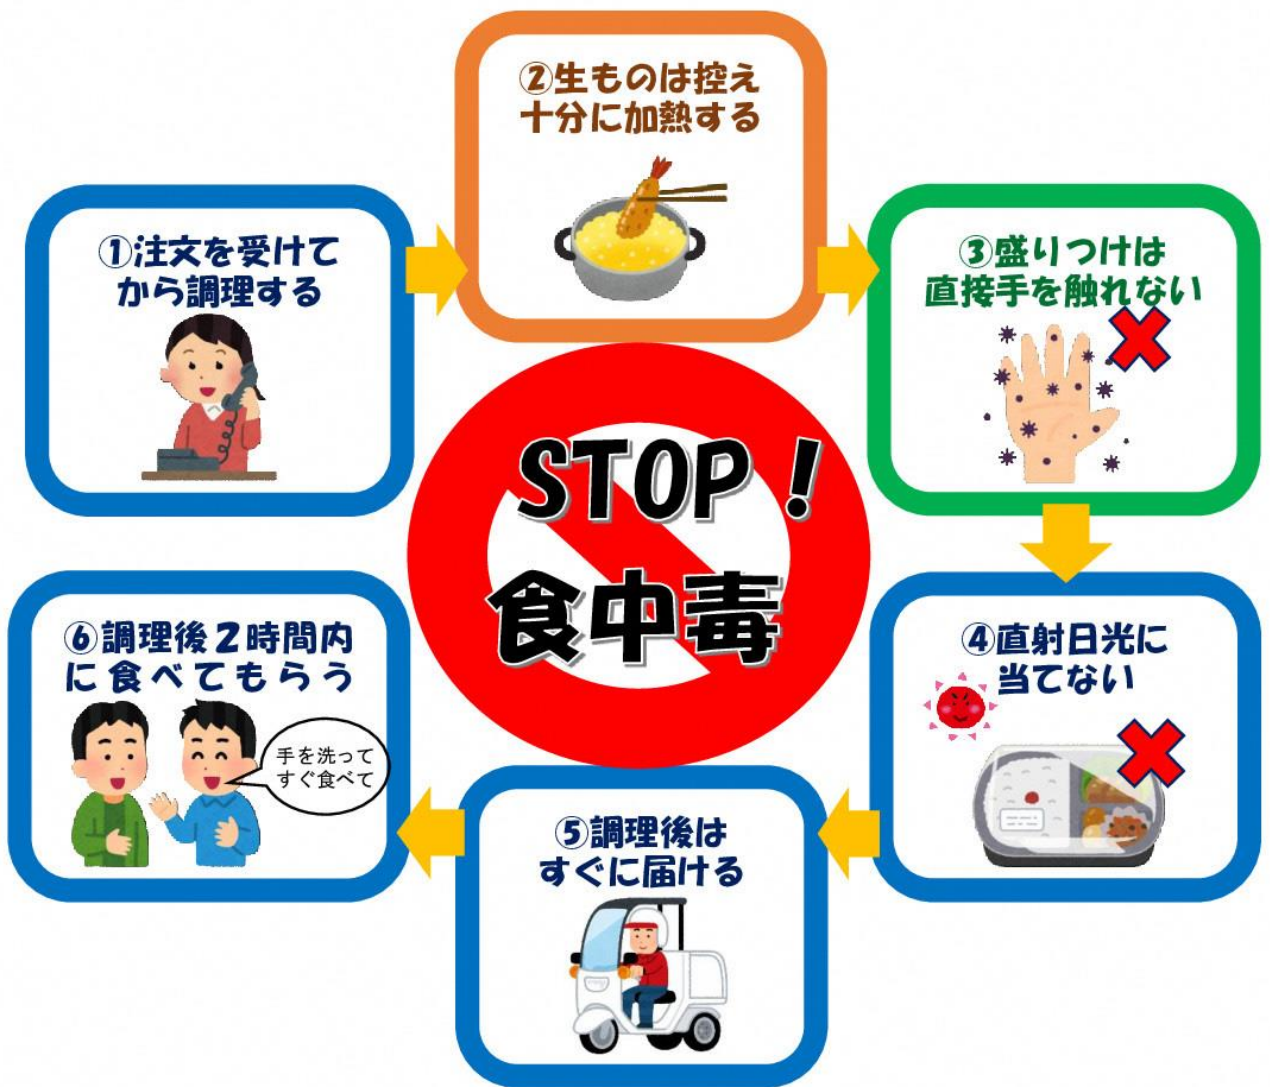 ①注文を受けて
から調理する
②生ものは控え
十分に加熱する
③盛りつけは
直接手を触れない
④直射日光に
当てない
⑤調理後は
すぐに届ける
⑥調理後2時間内
に食べてもらう
手を洗って
すぐ食べて
STOP!
食中毒